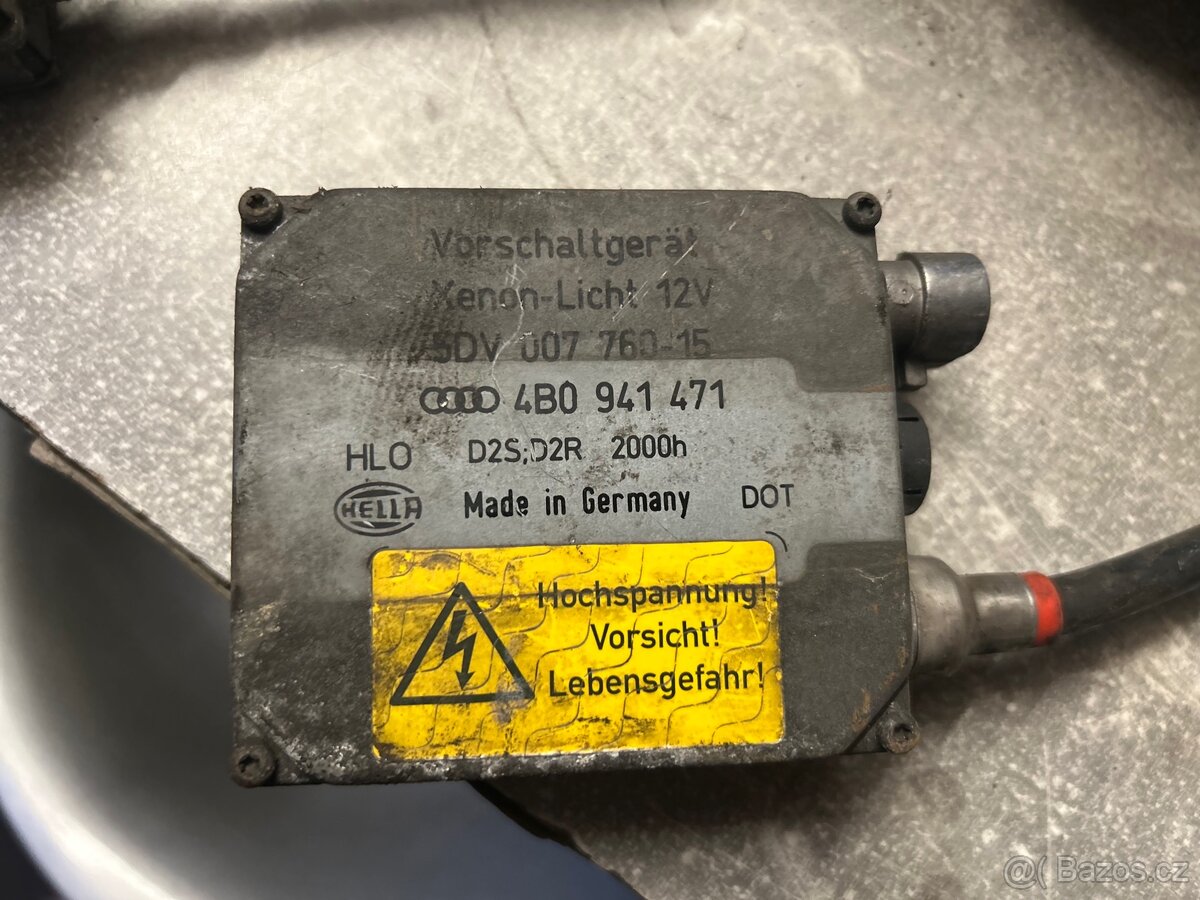 Vorschaltgerät
Xenon-Licht 12V
5DV 007 760-15
4B0 941 471
HLO D2S;D2R 2000h
HELLA Made in Germany DOT
Hochspannung!
Vorsicht!
Lebensgefahr!
@( Bazos.cz